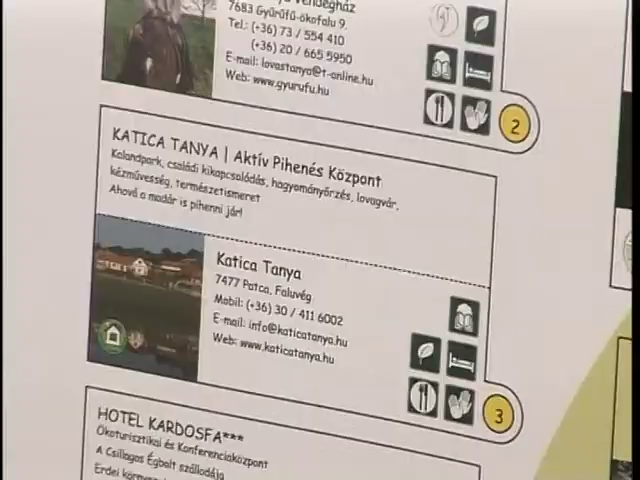 Vendégház
7683 Gyűrűfű-ökofalu 9.
Tel.: (+36) 73 / 554 410
(+36) 20 / 665 5950
E-mail: lovastanya@t-online.hu
Web: www.gyurufu.hu
2
KATICA TANYA | Aktív Pihenés Központ
Kalandpark, családi kikapcsolódás, hagyományőrzés, lovagvár,
kézművesség, természetismeret
Ahová a madár is pihenni jár!
Katica Tanya
7477 Patca, Faluvég
Mobil: (+36) 30 / 411 6002
E-mail: info@katicatanya.hu
Web: www.katicatanya.hu
3
HOTEL KARDOSFA***
Ökoturisztikai és Konferenciaközpont
A Csillagos Égbolt szállodája
Erdei